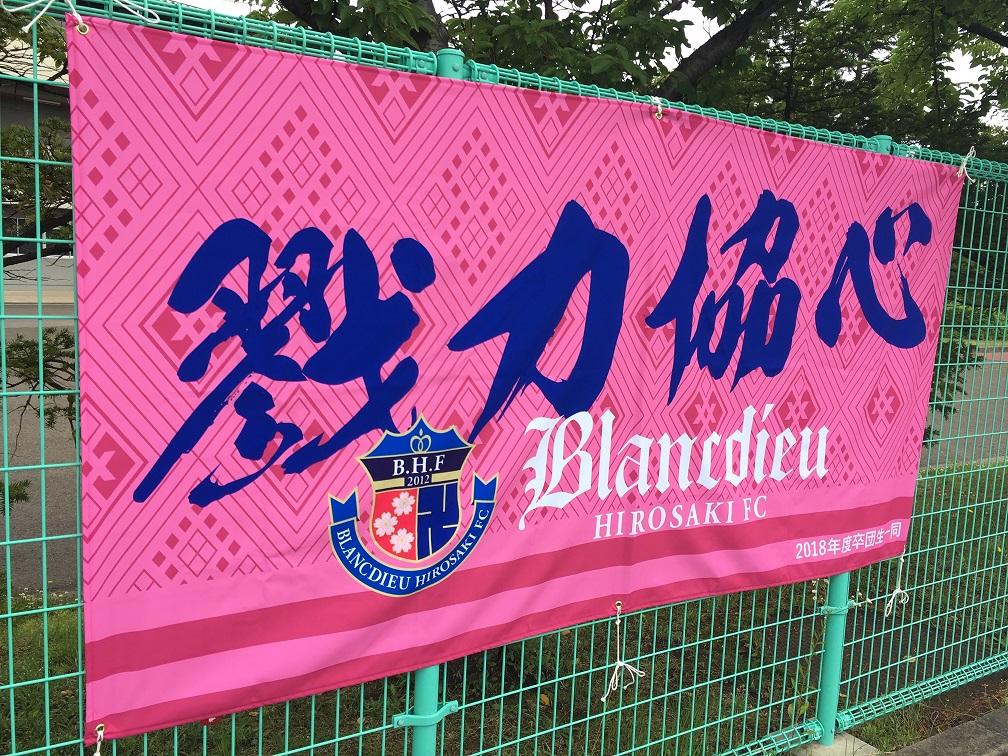 戮力協心
B.H.F
2012
BLANCDIEU HIROSAKI FC
Blancdieu
HIROSAKI FC
2018年度卒団生一同